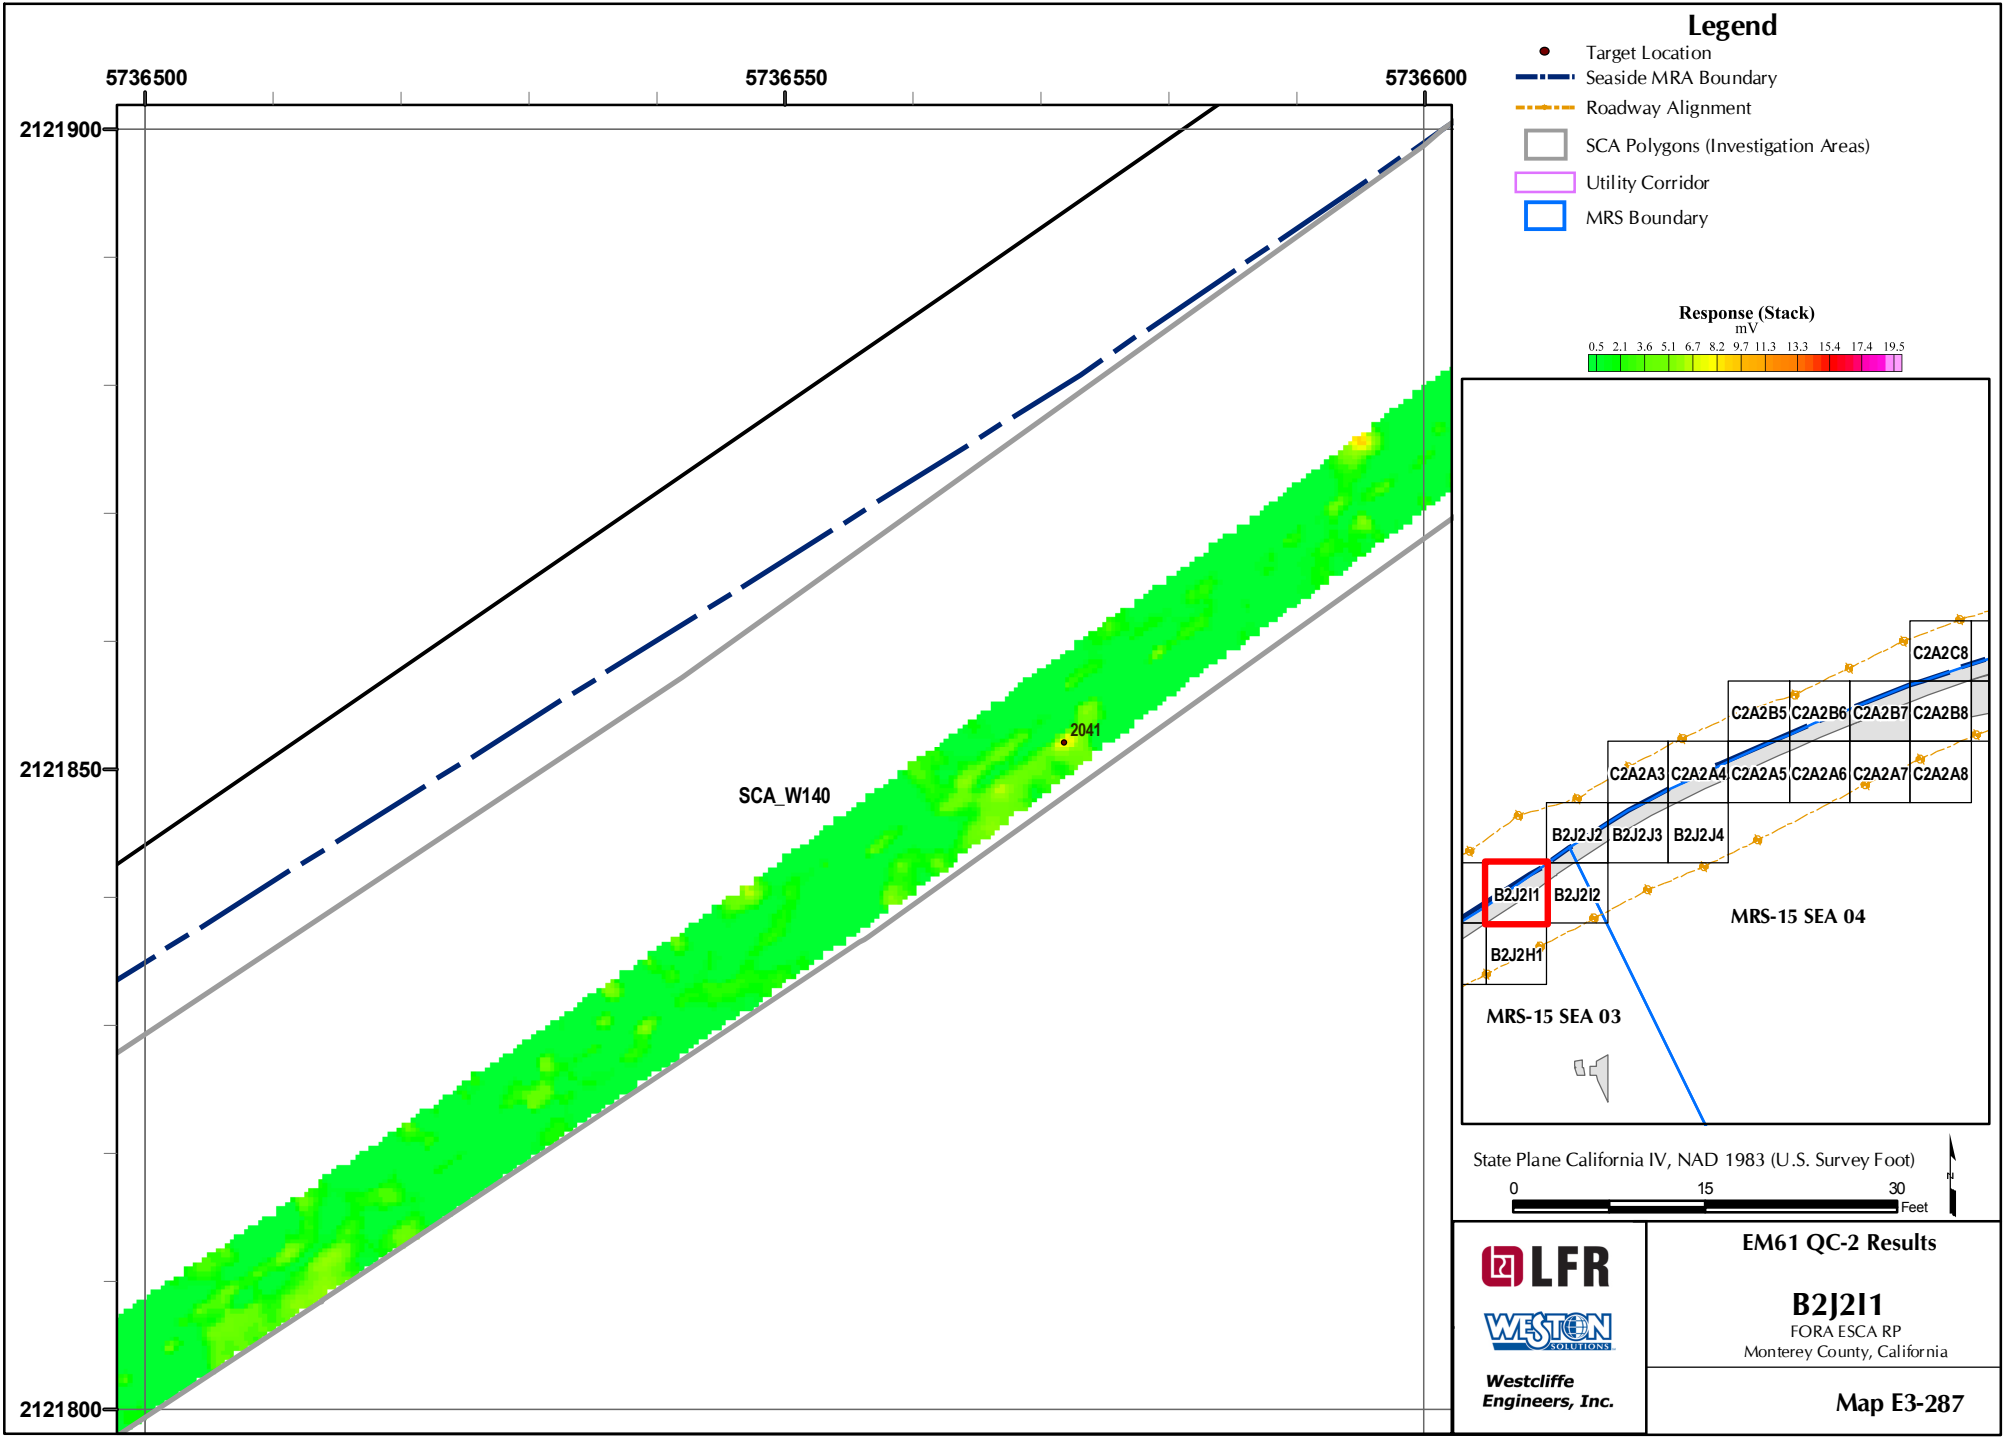 Legend
Target Location
Seaside MRA Boundary
Roadway Alignment
SCA Polygons (Investigation Areas)
Utility Corridor
MRS Boundary
5736500 5736550 5736600
2121900
2121850
2121800
SCA_W140
2041
Response (Stack)
mV
0.5 2.1 3.6 5.1 6.7 8.2 9.7 11.3 13.3 15.4 17.4 19.5
C2A2C8
C2A2B5 C2A2B6 C2A2B7 C2A2B8
C2A2A3 C2A2A4 C2A2A5 C2A2A6 C2A2A7 C2A2A8
B2J2J2 B2J2J3 B2J2J4
B2J2I1 B2J2I2
MRS-15 SEA 04
B2J2H1
MRS-15 SEA 03
State Plane California IV, NAD 1983 (U.S. Survey Foot)
0 15 30
Feet
N
LFR
WESTON
SOLUTIONS
Westcliffe
Engineers, Inc.
EM61 QC-2 Results
B2J2I1
FORA ESCA RP
Monterey County, California
Map E3-287